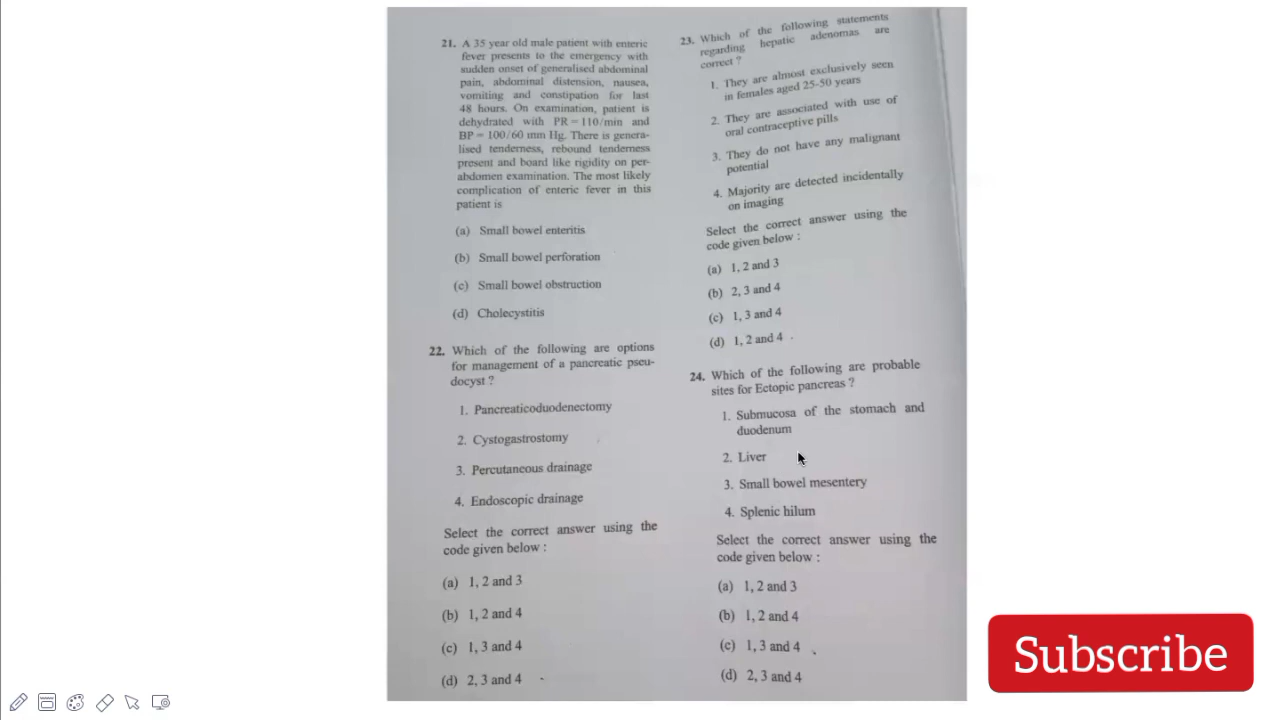 21. A 35 year old male patient with enteric
fever presents to the emergency with
sudden onset of generalised abdominal
pain, abdominal distension, nausea,
vomiting and constipation for last
48 hours. On examination, patient is
dehydrated with PR = 110/min and
BP = 100/60 mm Hg. There is genera-
lised tenderness, rebound tenderness
present and board like rigidity on per-
abdomen examination. The most likely
complication of enteric fever in this
patient is
(a) Small bowel enteritis
(b) Small bowel perforation
(c) Small bowel obstruction
(d) Cholecystitis
22. Which of the following are options
for management of a pancreatic pseu-
docyst ?
1. Pancreaticoduodenectomy
2. Cystogastrostomy
3. Percutaneous drainage
4. Endoscopic drainage
Select the correct answer using the
code given below :
(a) 1, 2 and 3
(b) 1, 2 and 4
(c) 1, 3 and 4
(d) 2, 3 and 4
23. Which of the following statements
regarding hepatic adenomas are
correct ?
1. They are almost exclusively seen
in females aged 25-50 years
2. They are associated with use of
oral contraceptive pills
3. They do not have any malignant
potential
4. Majority are detected incidentally
on imaging
Select the correct answer using the
code given below :
(a) 1, 2 and 3
(b) 2, 3 and 4
(c) 1, 3 and 4
(d) 1, 2 and 4
24. Which of the following are probable
sites for Ectopic pancreas ?
1. Submucosa of the stomach and
duodenum
2. Liver
3. Small bowel mesentery
4. Splenic hilum
Select the correct answer using the
code given below :
(a) 1, 2 and 3
(b) 1, 2 and 4
(c) 1, 3 and 4
(d) 2, 3 and 4
Subscribe